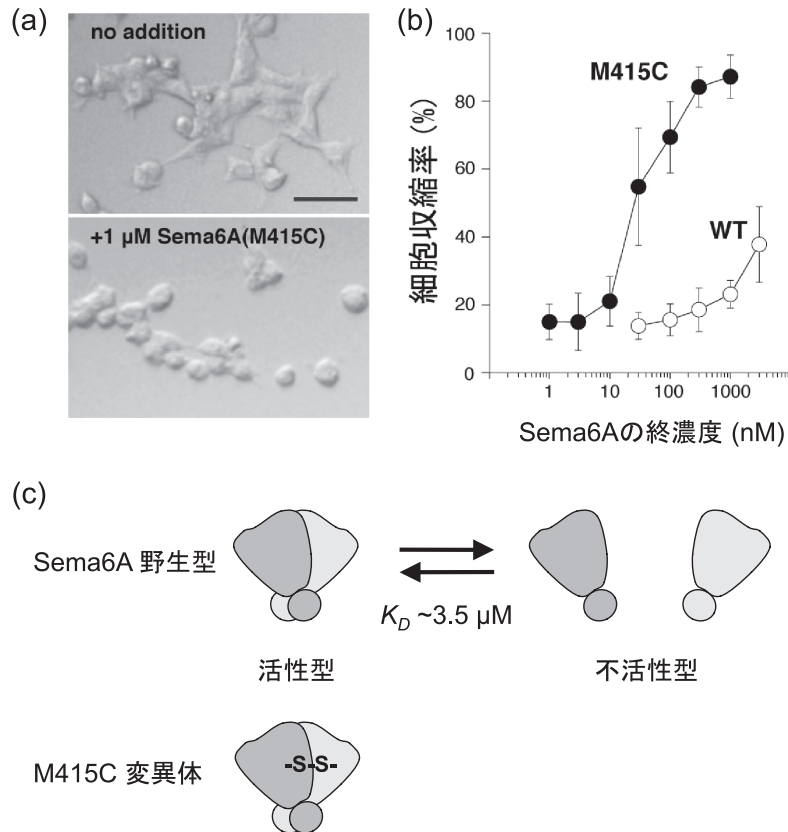 (a)
no addition
+1 µM Sema6A(M415C)
(b)
細胞収縮率 (%)
100
80
60
40
20
0
M415C
WT
1 10 100 1000
Sema6Aの終濃度 (nM)
(c)
Sema6A 野生型
K_D ~3.5 µM
活性型 不活性型
M415C 変異体
-S-S-